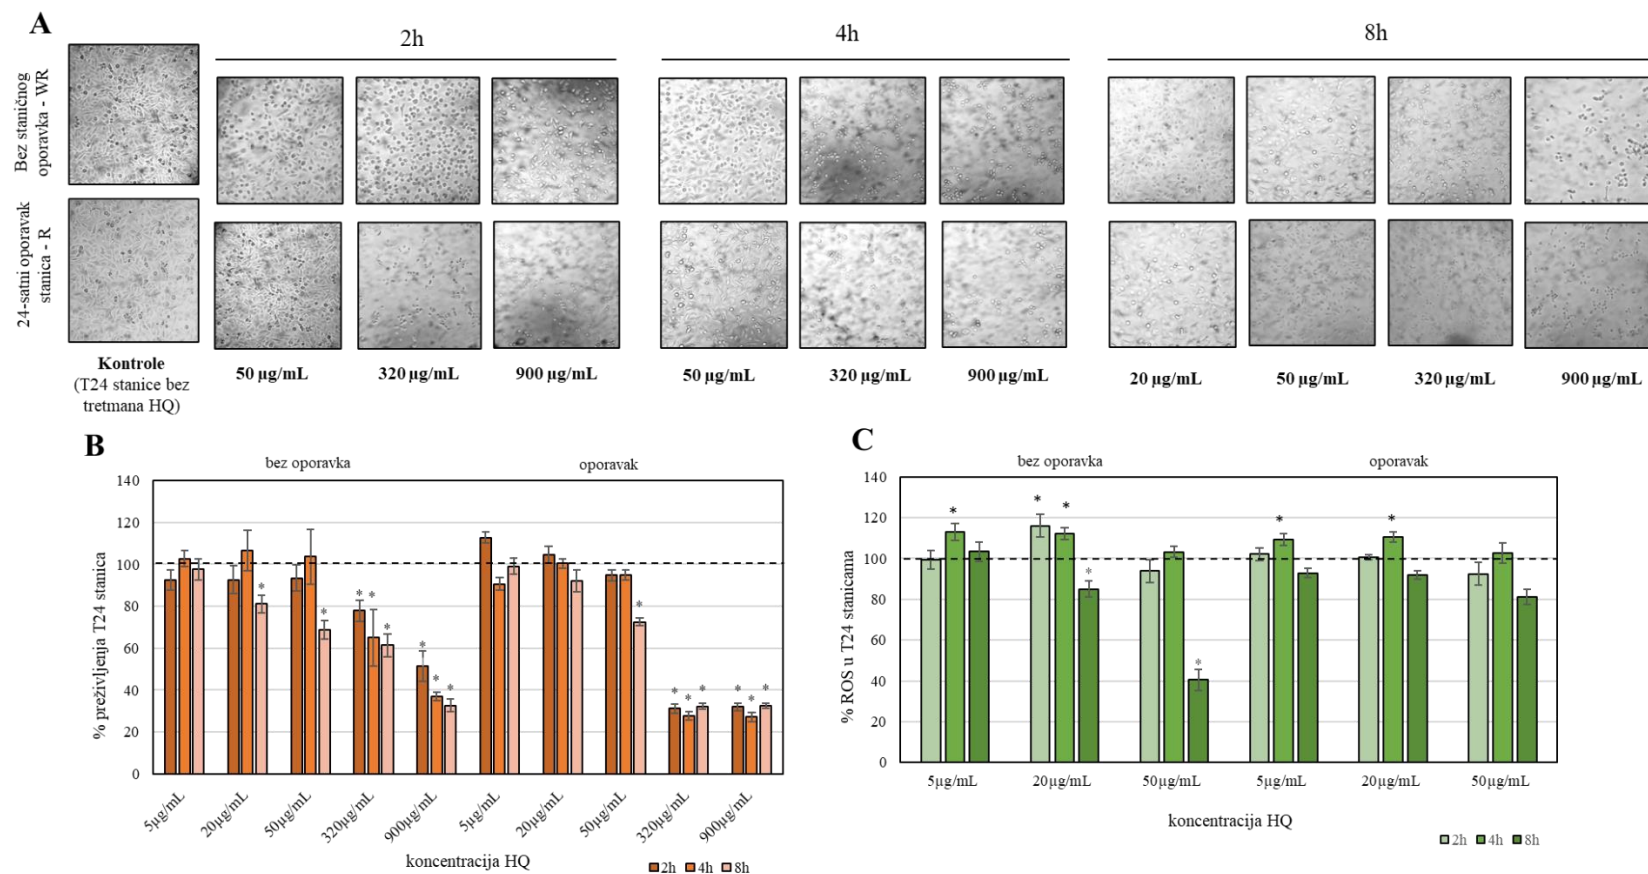 A
2h
4h
8h
Bez staničnog
oporavka - WR
24-satni oporavak
stanica - R
Kontrole
(T24 stanice bez
tretmana HQ)
50 µg/mL
320 µg/mL
900 µg/mL
50 µg/mL
320 µg/mL
900 µg/mL
20 µg/mL
50 µg/mL
320 µg/mL
900 µg/mL
B
bez oporavka
oporavak
% preživljenja T24 stanica
140
120
100
80
60
40
20
0
* * * * * * * * * * * * * * *
5µg/mL
20µg/mL
50µg/mL
320µg/mL
900µg/mL
5µg/mL
20µg/mL
50µg/mL
320µg/mL
900µg/mL
koncentracija HQ
2h 4h 8h
C
bez oporavka
oporavak
% ROS u T24 stanicama
140
120
100
80
60
40
20
0
* * * * * * *
5µg/mL
20µg/mL
50µg/mL
5µg/mL
20µg/mL
50µg/mL
koncentracija HQ
2h 4h 8h